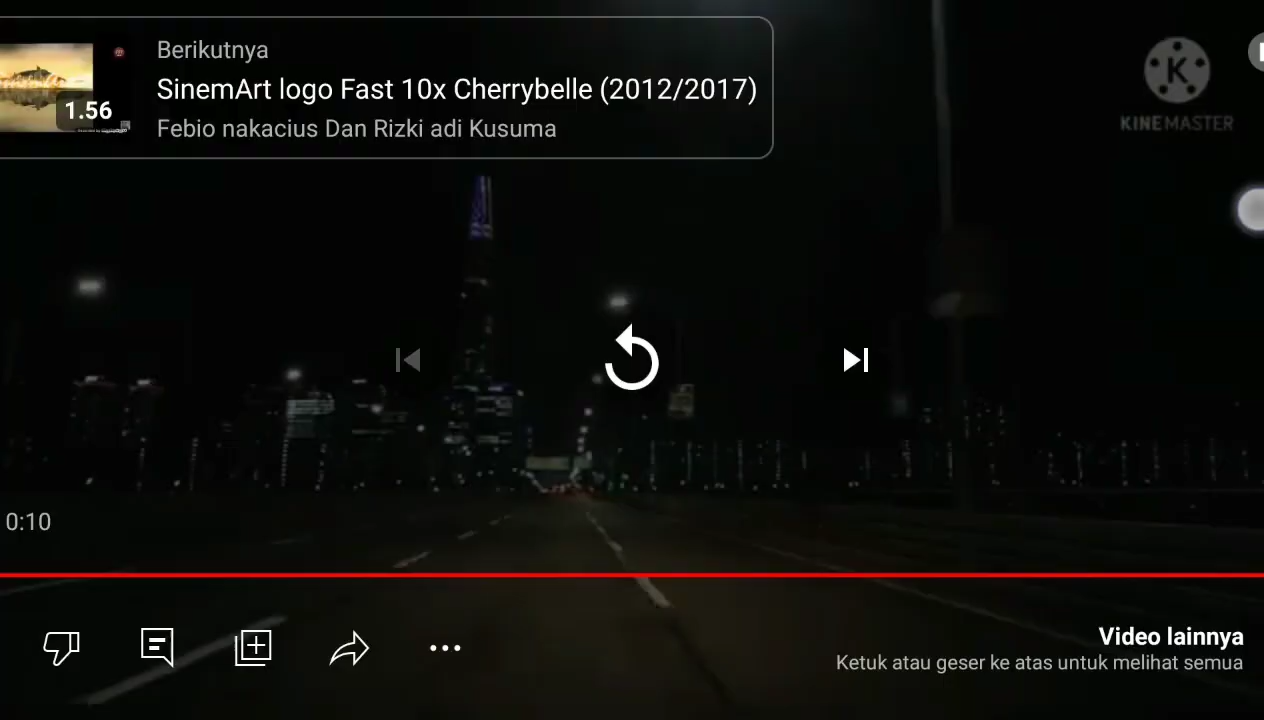 Berikutnya
SinemArt logo Fast 10x Cherrybelle (2012/2017)
Febio nakacius Dan Rizki adi Kusuma
1.56
K
KINEMASTER
0:10
Video lainnya
Ketuk atau geser ke atas untuk melihat semua